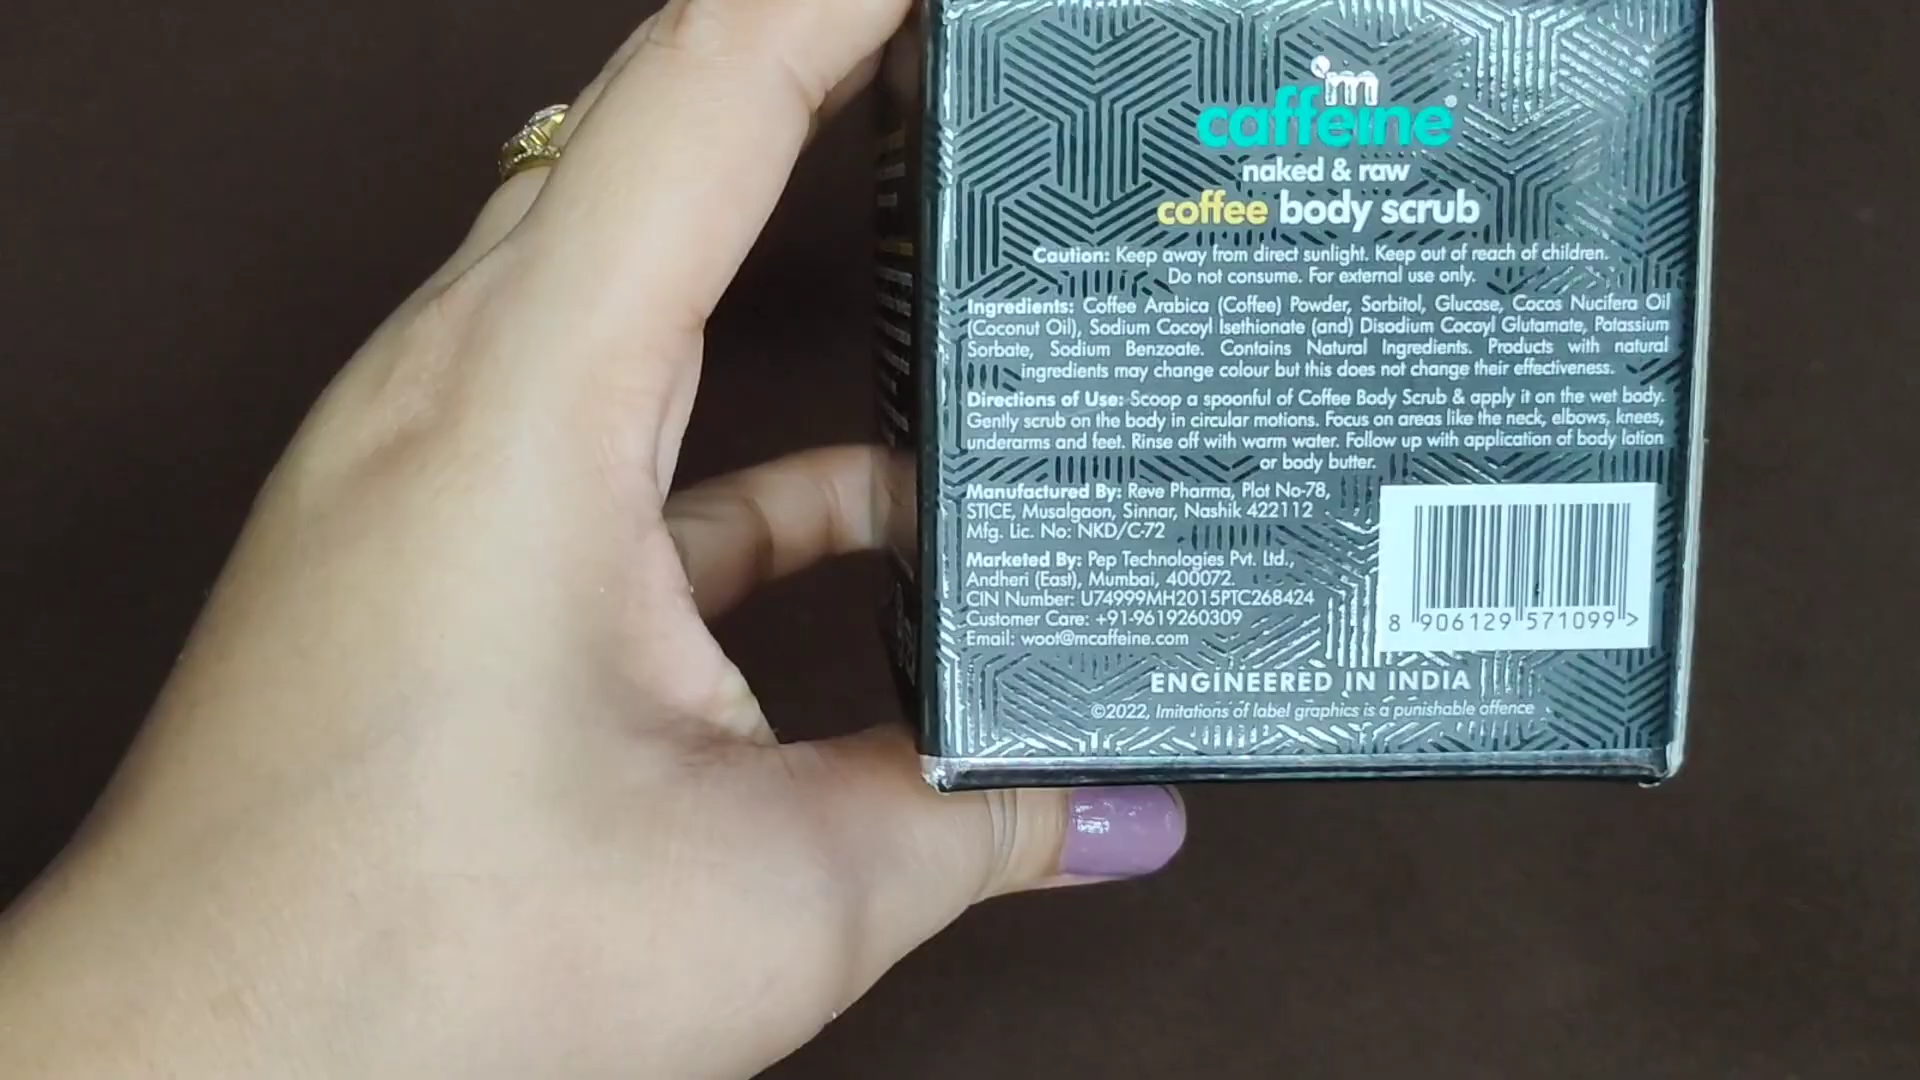 m
caffeine®
naked & raw
coffee body scrub
Caution: Keep away from direct sunlight. Keep out of reach of children.
Do not consume. For external use only.
Ingredients: Coffee Arabica (Coffee) Powder, Sorbitol, Glucose, Cocos Nucifera Oil
(Coconut Oil), Sodium Cocoyl Isethionate (and) Disodium Cocoyl Glutamate, Potassium
Sorbate, Sodium Benzoate. Contains Natural Ingredients. Products with natural
ingredients may change colour but this does not change their effectiveness.
Directions of Use: Scoop a spoonful of Coffee Body Scrub & apply it on the wet body.
Gently scrub on the body in circular motions. Focus on areas like the neck, elbows, knees,
underarms and feet. Rinse off with warm water. Follow up with application of body lotion
or body butter.
Manufactured By: Reve Pharma, Plot No-78,
STICE, Musalgaon, Sinnar, Nashik 422112
Mfg. Lic. No: NKD/C-72
Marketed By: Pep Technologies Pvt. Ltd.,
Andheri (East), Mumbai, 400072.
CIN Number: U74999MH2015PTC268424
Customer Care: +91-9619260309
Email: woot@mcaffeine.com
8 906129 571099 >
ENGINEERED IN INDIA
©2022, Imitations of label graphics is a punishable offence